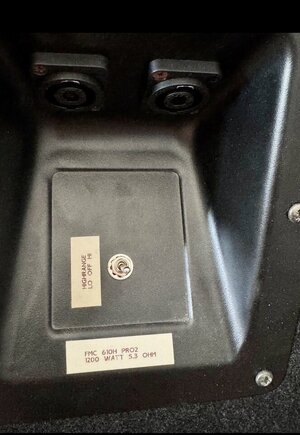 HIGHRANGE
LO OFF HI
FMC 610H PRO2
1200 WATT 5.3 OHM